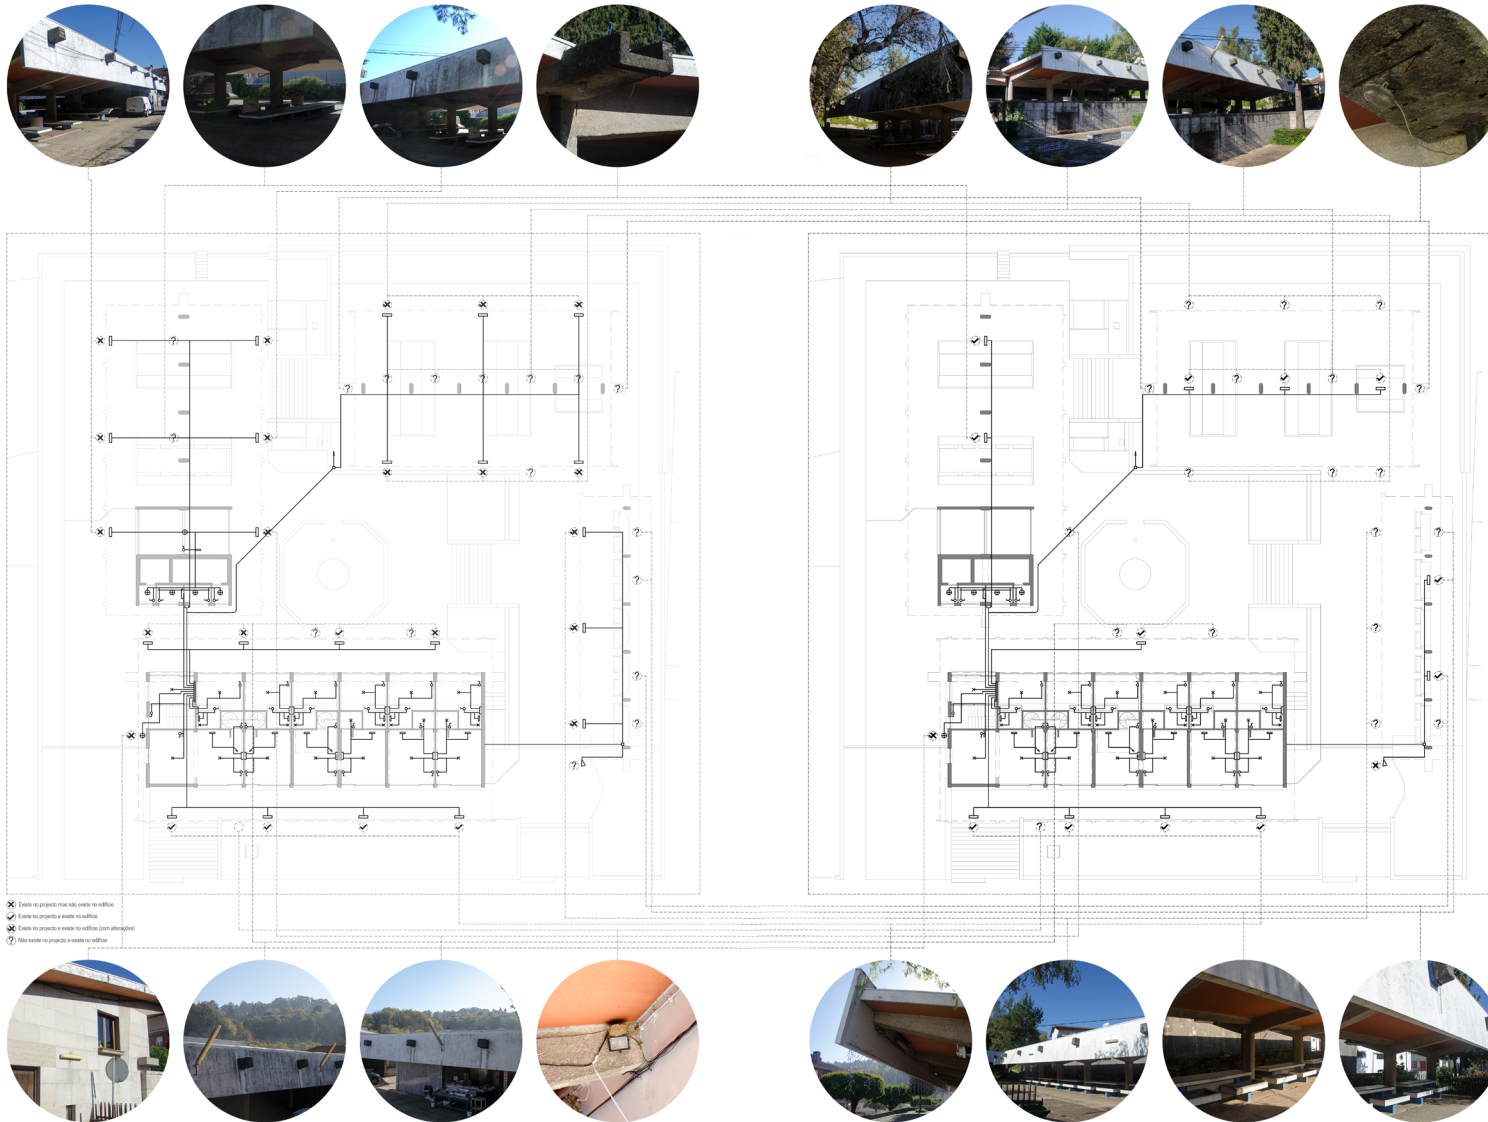 Existe no projecto mas não existe no edifício
Existe no projecto e existe no edifício
Existe no projecto e existe no edifício (com alterações)
Não existe no projecto e existe no edifício